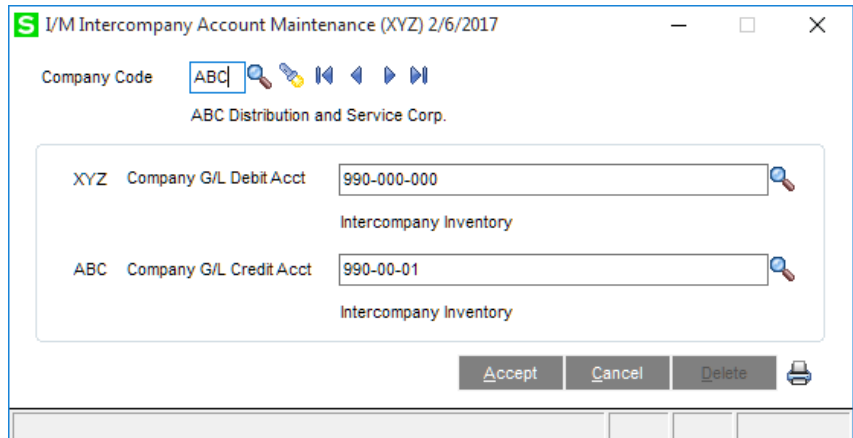 S I/M Intercompany Account Maintenance (XYZ) 2/6/2017
Company Code ABC
ABC Distribution and Service Corp.
XYZ Company G/L Debit Acct 990-000-000
Intercompany Inventory
ABC Company G/L Credit Acct 990-00-01
Intercompany Inventory
Accept Cancel Delete